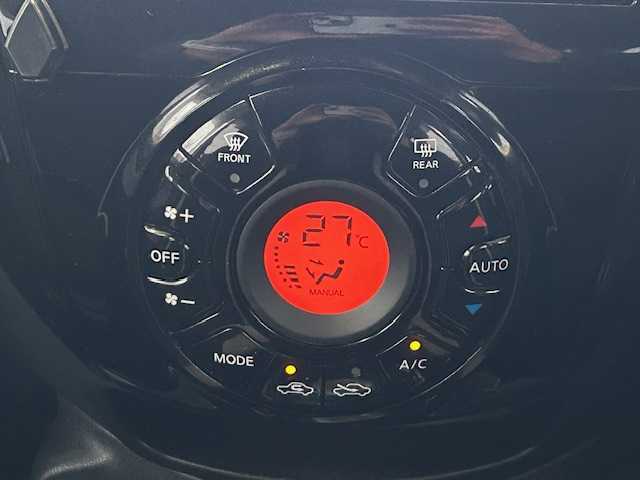 FRONT
REAR
+
27°C
OFF
AUTO
MANUAL
−
MODE
A/C